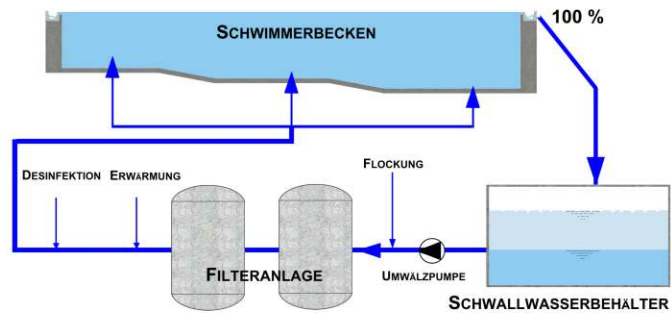 SCHWIMMERBECKEN
100 %
FLOCKUNG
DESINFEKTION
ERWÄRMUNG
FILTERANLAGE
UMWÄLZPUMPE
SCHWALLWASSERBEHÄLTER